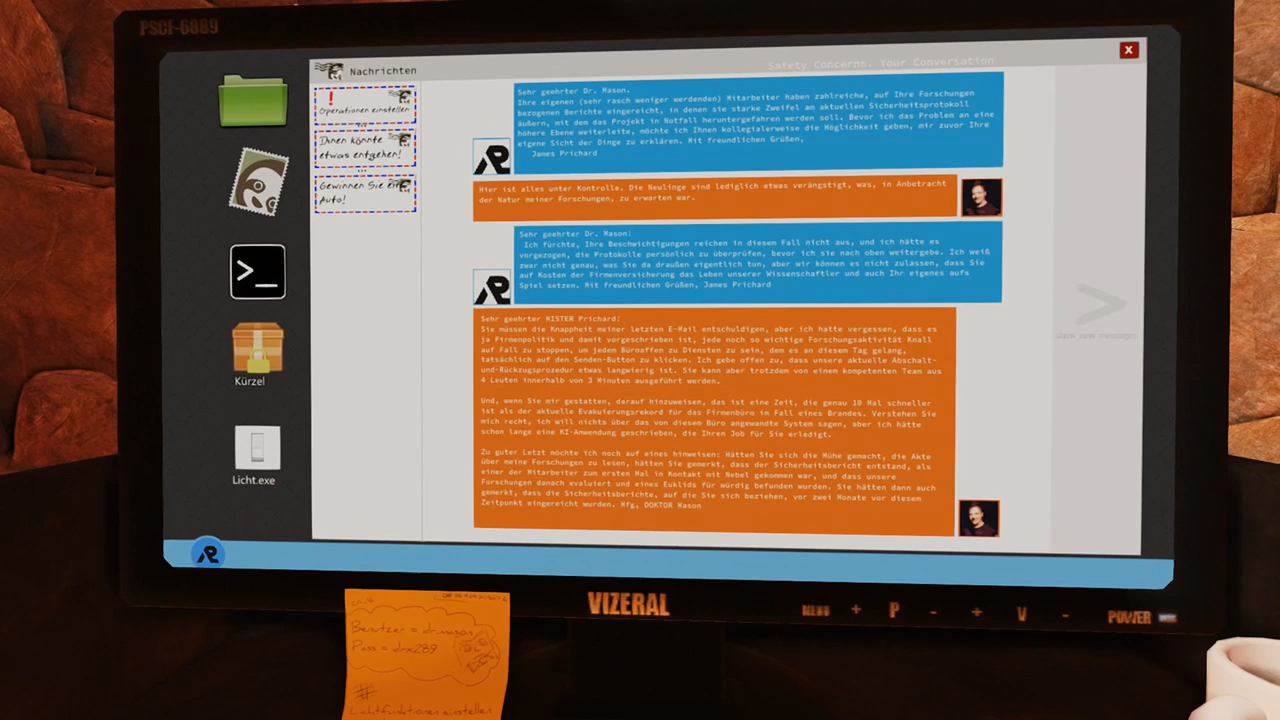 PSCF-6889
Nachrichten
Safety Concerns. Your Conversation
X
!
Operationen einstellen
...
Ihnen könnte
etwas entgehen!
...
Gewinnen Sie ein
Auto!
>_
Kürzel
Licht.exe
Sehr geehrter Dr. Mason.
Ihre eigenen (sehr rasch weniger werdenden) Mitarbeiter haben zahlreiche, auf Ihre Forschungen
bezogenen Berichte eingereicht, in denen sie starke Zweifel am aktuellen Sicherheitsprotokoll
äußern, mit dem das Projekt in Notfall heruntergefahren werden soll. Bevor ich das Problem an eine
höhere Ebene weiterleite, möchte ich Ihnen kollegialerweise die Möglichkeit geben, mir zuvor Ihre
eigene Sicht der Dinge zu erklären. Mit freundlichen Grüßen,
James Prichard
Hier ist alles unter Kontrolle. Die Neulinge sind lediglich etwas verängstigt, was, in Anbetracht
der Natur meiner Forschungen, zu erwarten war.
Sehr geehrter Dr. Mason:
Ich fürchte, Ihre Beschwichtigungen reichen in diesem Fall nicht aus, und ich hätte es
vorgezogen, die Protokolle persönlich zu überprüfen, bevor ich sie nach oben weitergebe. Ich weiß
zwar nicht genau, was Sie da draußen eigentlich tun, aber wir können es nicht zulassen, dass Sie
auf Kosten der Firmenversicherung das Leben unserer Wissenschaftler und auch Ihr eigenes aufs
Spiel setzen. Mit freundlichen Grüßen, James Prichard
Sehr geehrter MISTER Prichard:
Sie müssen die Knappheit meiner letzten E-Mail entschuldigen, aber ich hatte vergessen, dass es
ja Firmenpolitik und damit vorgeschrieben ist, jede noch so wichtige Forschungsaktivität Knall
auf Fall zu stoppen, um jedem Büroaffen zu Diensten zu sein, dem es an diesem Tag gelang,
tatsächlich auf den Senden-Button zu klicken. Ich gebe offen zu, dass unsere aktuelle Abschalt-
und-Rückzugsprozedur etwas langwierig ist. Sie kann aber trotzdem von einem kompetenten Team aus
4 Leuten innerhalb von 3 Minuten ausgeführt werden.
Und, wenn Sie mir gestatten, darauf hinzuweisen, das ist eine Zeit, die genau 10 Mal schneller
ist als der aktuelle Evakuierungsrekord für das Firmenbüro im Fall eines Brandes. Verstehen Sie
mich recht, ich will nichts über das von diesem Büro angewandte System sagen, aber ich hätte
schon lange eine KI-Anwendung geschrieben, die Ihren Job für Sie erledigt.
Zu guter Letzt möchte ich noch auf eines hinweisen: Hätten Sie sich die Mühe gemacht, die Akte
über meine Forschungen zu lesen, hätten Sie gemerkt, dass der Sicherheitsbericht entstand, als
einer der Mitarbeiter zum ersten Mal in Kontakt mit Nebel gekommen war, und dass unsere
Forschungen danach evaluiert und eines Euklids für würdig befunden wurden. Sie hätten dann auch
gemerkt, dass die Sicherheitsberichte, auf die Sie sich beziehen, vor zwei Monate vor diesem
Zeitpunkt eingereicht wurden. Mfg, DOKTOR Mason
show new messages
VIZERAL
MENU + P - + V - POWER
Benutzer = dr.mason
Pass = drx289
#
Lichtfunktionen einstellen